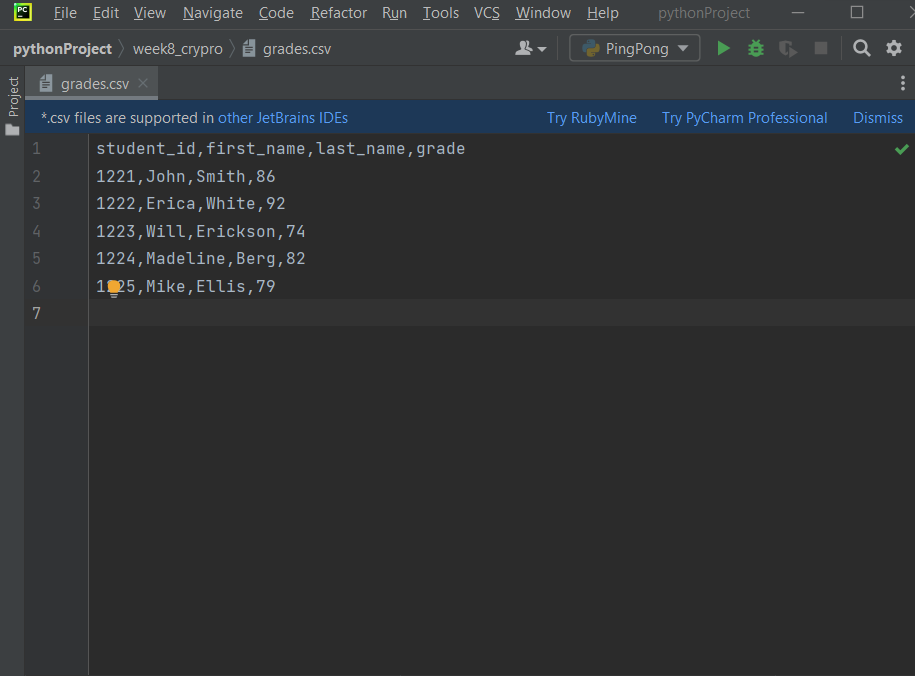 PC File Edit View Navigate Code Refactor Run Tools VCS Window Help pythonProject
pythonProject week8_crypro grades.csv PingPong
Project
grades.csv
*.csv files are supported in other JetBrains IDEs Try RubyMine Try PyCharm Professional Dismiss
1 student_id,first_name,last_name,grade
2 1221,John,Smith,86
3 1222,Erica,White,92
4 1223,Will,Erickson,74
5 1224,Madeline,Berg,82
6 1225,Mike,Ellis,79
7